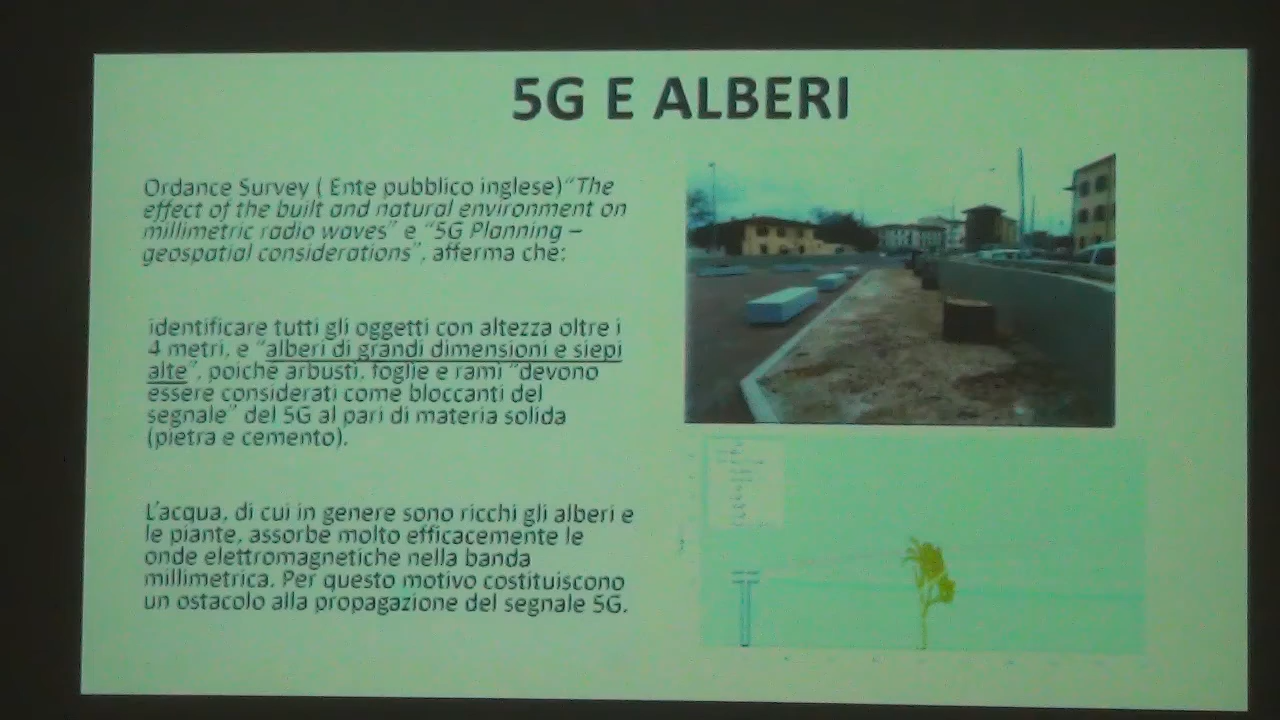 5G E ALBERI
Ordance Survey ( Ente pubblico inglese)"The
effect of the built and natural environment on
millimetric radio waves" e "5G Planning –
geospatial considerations", afferma che:
identificare tutti gli oggetti con altezza oltre i
4 metri, e "alberi di grandi dimensioni e siepi
alte", poiché arbusti, foglie e rami "devono
essere considerati come bloccanti del
segnale" del 5G al pari di materia solida
(pietra e cemento).
L'acqua, di cui in genere sono ricchi gli alberi e
le piante, assorbe molto efficacemente le
onde elettromagnetiche nella banda
millimetrica. Per questo motivo costituiscono
un ostacolo alla propagazione del segnale 5G.